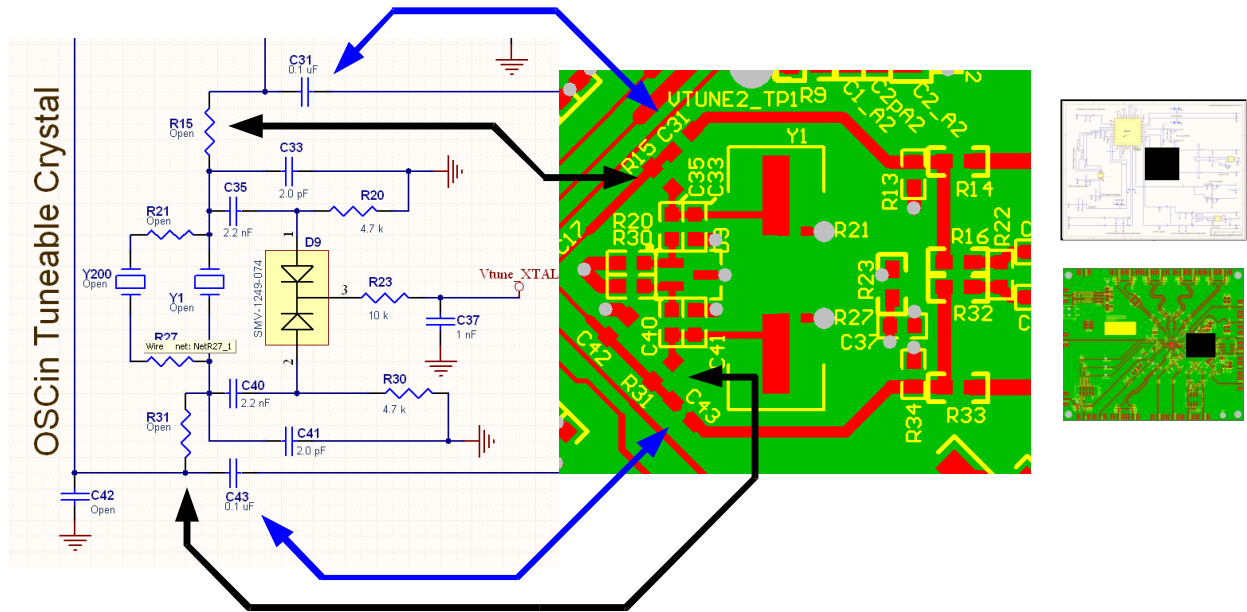 OSCin Tuneable Crystal
C31
0.1 uF
R15
Open
C33
2.0 pF
C35
2.2 nF
R20
4.7 k
R21
Open
1
D9
Y200
Open
Y1
Open
SMV-1249-074
3
R23
10 k
Vtune_XTAL
C37
1 nF
R27
Wire net: NetR27_1
2
C40
2.2 nF
R30
4.7 k
R31
Open
C41
2.0 pF
C43
0.1 uF
C42
Open
VTUNE2_TP1
R9
C1_A2
C2_PA2
C2_A2
C31
Y1
R15
C35
C33
R13
R14
R20
R30
C17
R21
R16
R22
R23
R27
R32
C40
C41
C37
C42
R31
C43
R34
R33